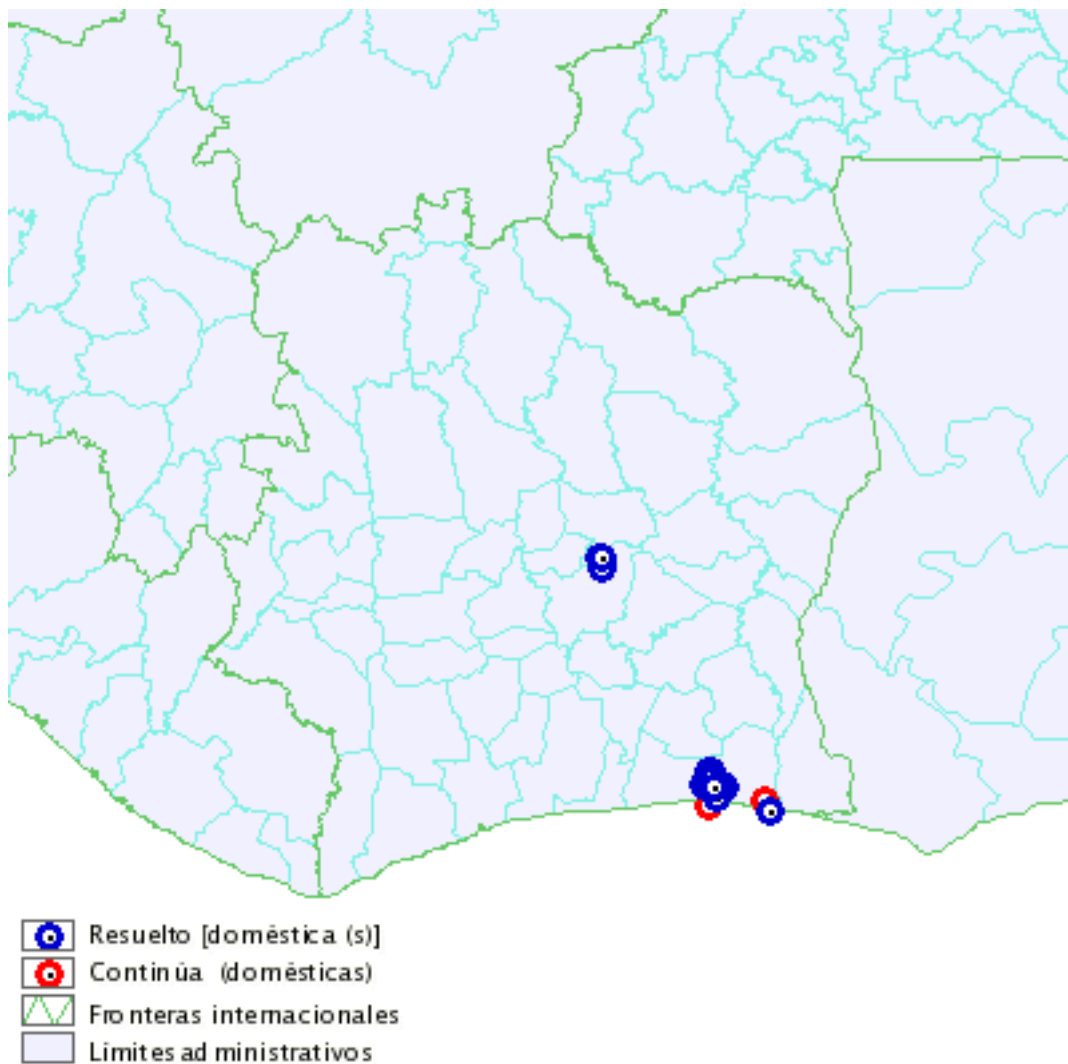 Resuelto [doméstica (s)]
Continúa (domésticas)
Fronteras internacionales
Límites administrativos